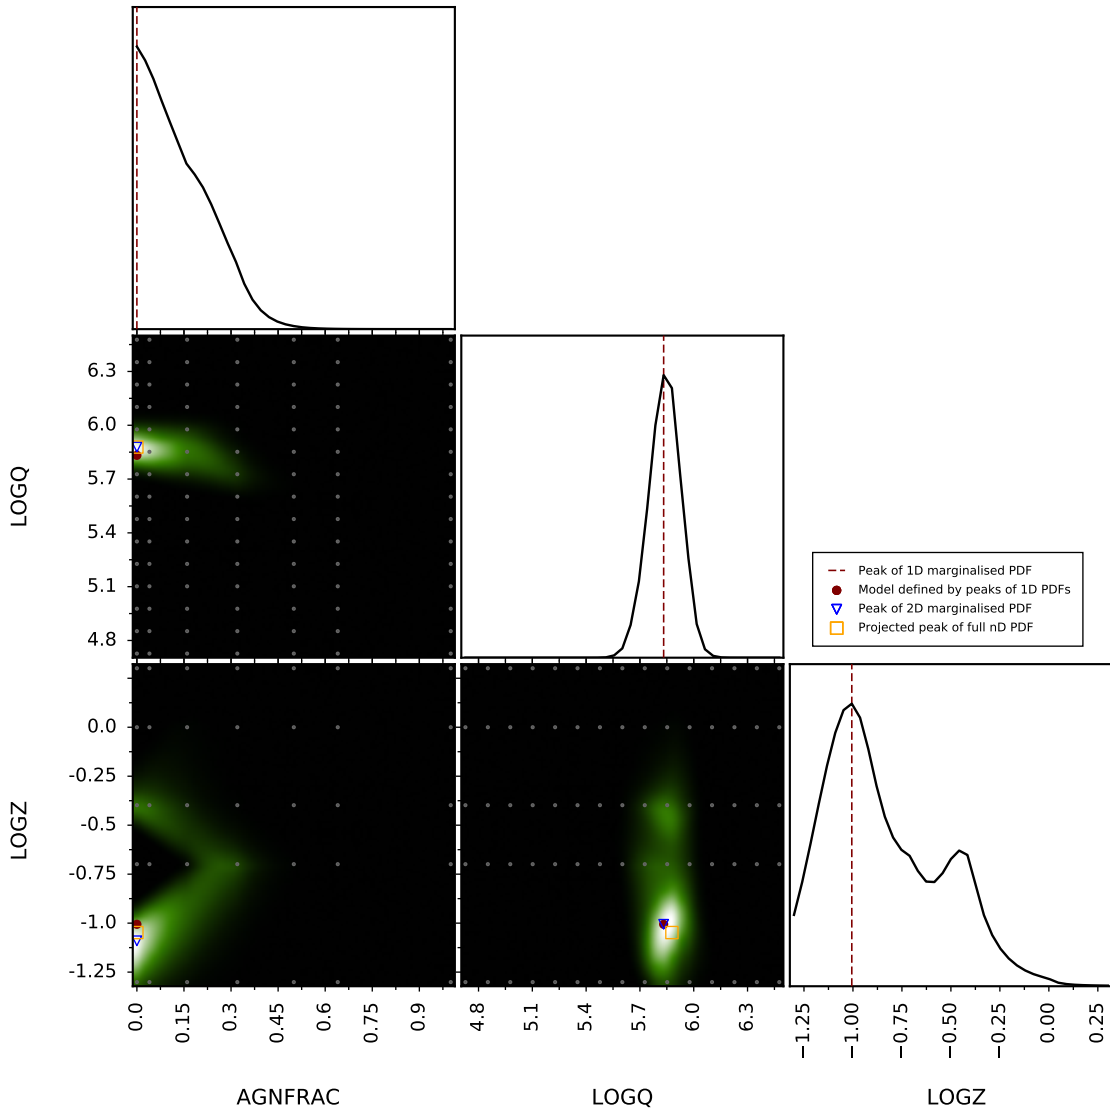 6.3
6.0
5.7
5.4
5.1
4.8
LOGQ
Peak of 1D marginalised PDF
Model defined by peaks of 1D PDFs
Peak of 2D marginalised PDF
Projected peak of full nD PDF
0.0
-0.25
-0.5
-0.75
-1.0
-1.25
LOGZ
0.0 0.15 0.3 0.45 0.6 0.75 0.9
4.8 5.1 5.4 5.7 6.0 6.3
−1.25 −1.00 −0.75 −0.50 −0.25 0.00 0.25
AGNFRAC LOGQ LOGZ